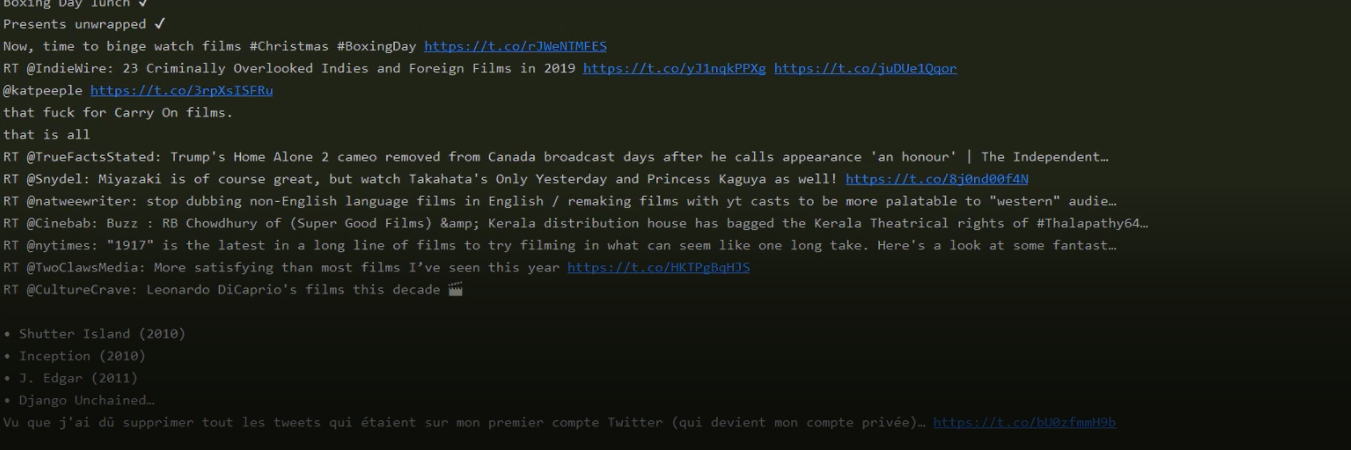 Boxing Day lunch ✓
Presents unwrapped ✓
Now, time to binge watch films #Christmas #BoxingDay https://t.co/rJWeNTMFES
RT @IndieWire: 23 Criminally Overlooked Indies and Foreign Films in 2019 https://t.co/yJ1nqkPPXg https://t.co/juDUe1Qqor
@katpeeple https://t.co/3rpXsISFRu
that fuck for Carry On films.
that is all
RT @TrueFactsStated: Trump's Home Alone 2 cameo removed from Canada broadcast days after he calls appearance 'an honour' | The Independent…
RT @Snydel: Miyazaki is of course great, but watch Takahata's Only Yesterday and Princess Kaguya as well! https://t.co/8j0nd00f4N
RT @natweewriter: stop dubbing non-English language films in English / remaking films with yt casts to be more palatable to "western" audie…
RT @Cinebab: Buzz : RB Chowdhury of (Super Good Films) &amp; Kerala distribution house has bagged the Kerala Theatrical rights of #Thalapathy64…
RT @nytimes: "1917" is the latest in a long line of films to try filming in what can seem like one long take. Here's a look at some fantast…
RT @TwoClawsMedia: More satisfying than most films I’ve seen this year https://t.co/HKTPgBqHJS
RT @CultureCrave: Leonardo DiCaprio's films this decade 🎬
• Shutter Island (2010)
• Inception (2010)
• J. Edgar (2011)
• Django Unchained…
Vu que j'ai dû supprimer tout les tweets qui étaient sur mon premier compte Twitter (qui devient mon compte privée)… https://t.co/bU0zfmmH9b